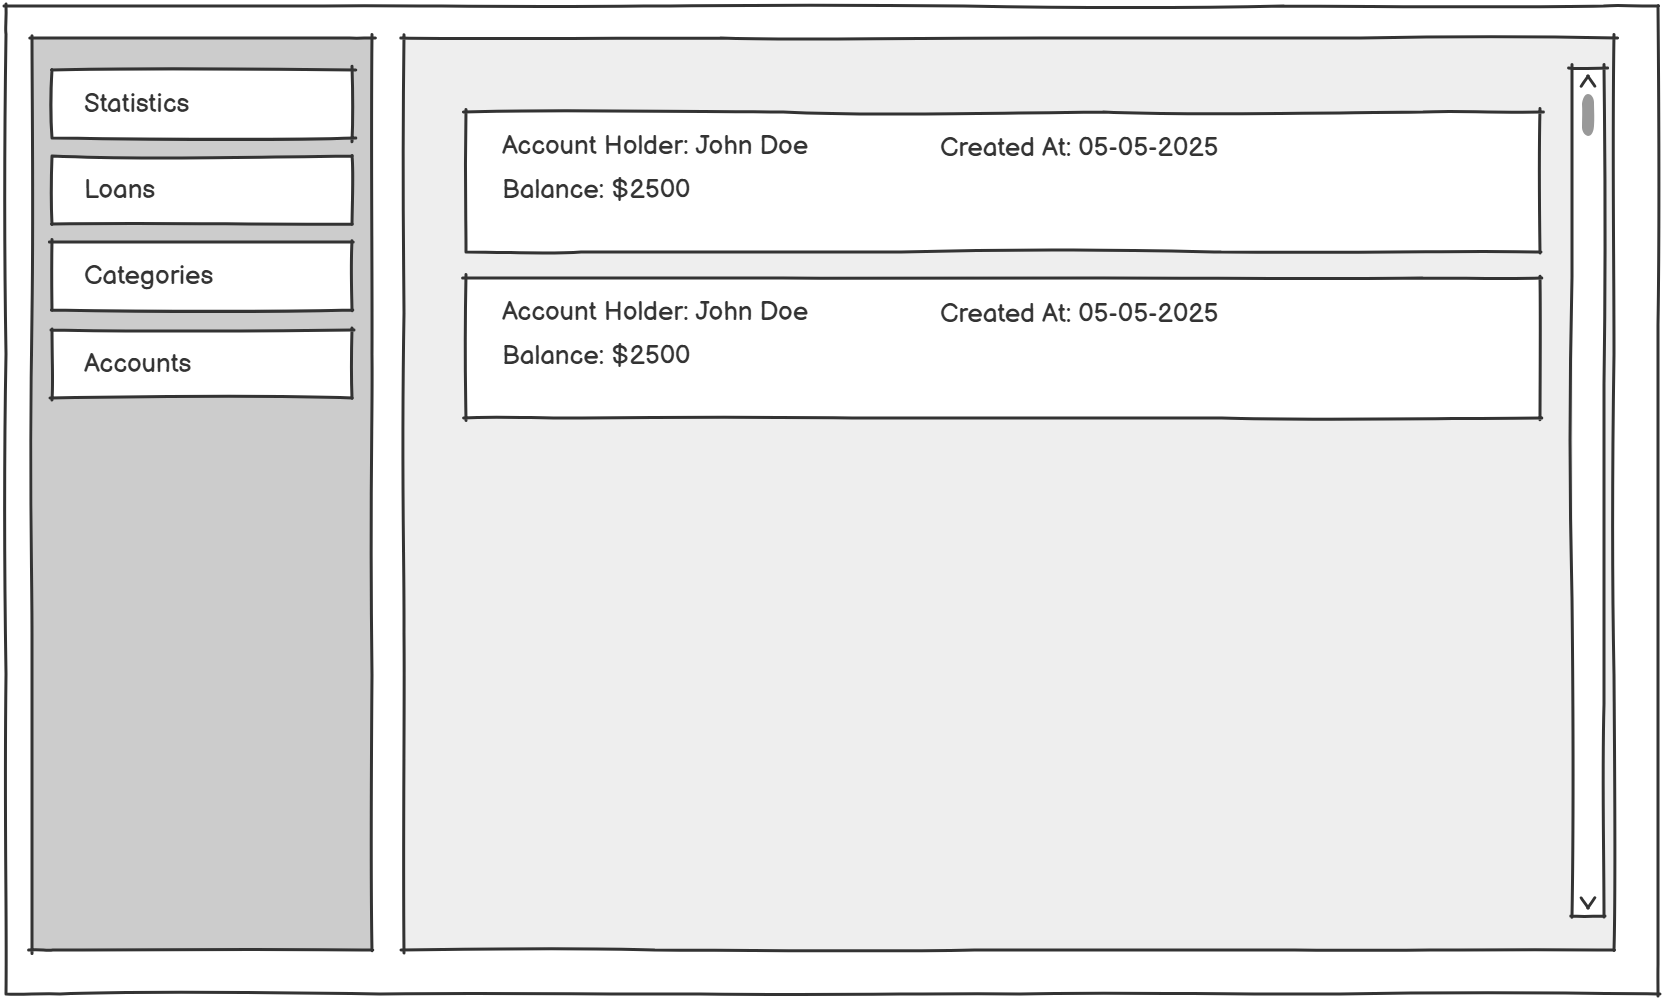 Statistics
Loans
Categories
Accounts
Account Holder: John Doe
Created At: 05-05-2025
Balance: $2500
Account Holder: John Doe
Created At: 05-05-2025
Balance: $2500